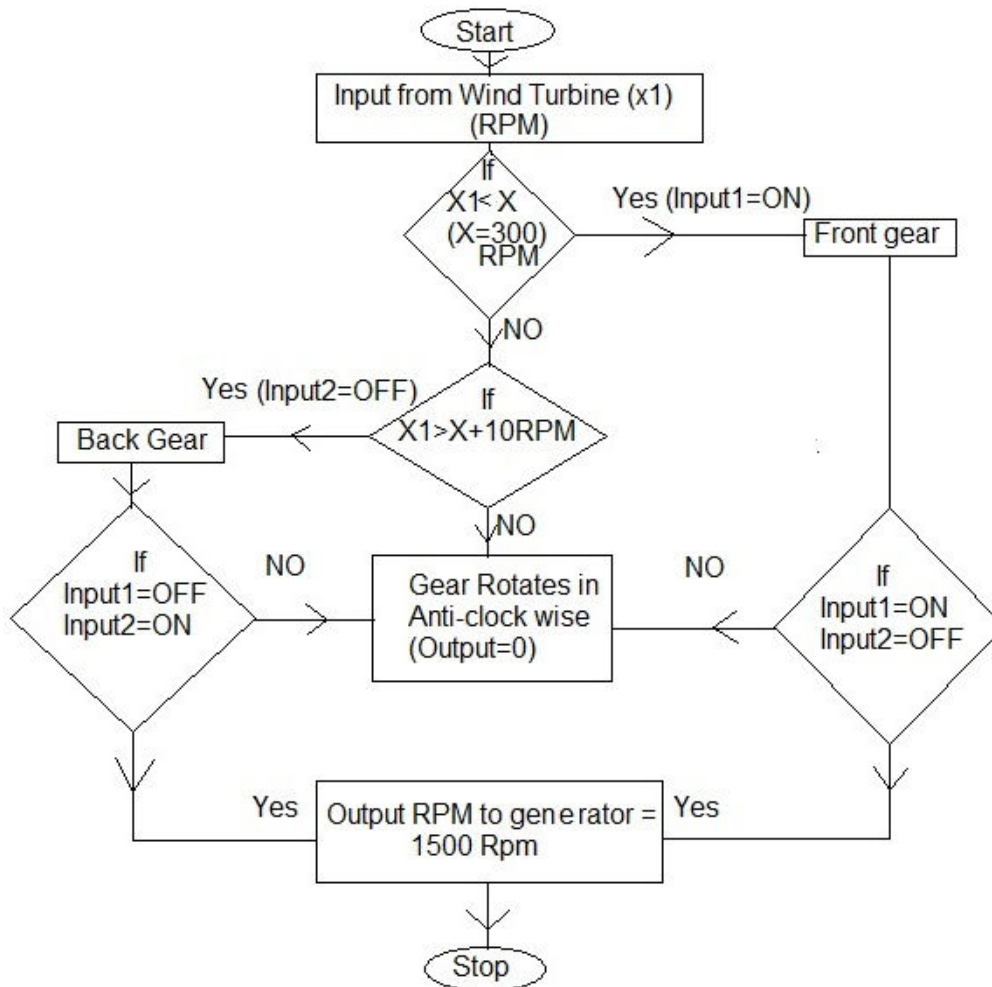 Start
Input from Wind Turbine (x1)
(RPM)
If
X1< X
(X=300)
RPM
Yes (Input1=ON)
Front gear
NO
Yes (Input2=OFF)
If
X1>X+10RPM
Back Gear
NO
If
Input1=OFF
Input2=ON
NO
Gear Rotates in
Anti-clock wise
(Output=0)
NO
If
Input1=ON
Input2=OFF
Yes
Output RPM to generator =
1500 Rpm
Yes
Stop